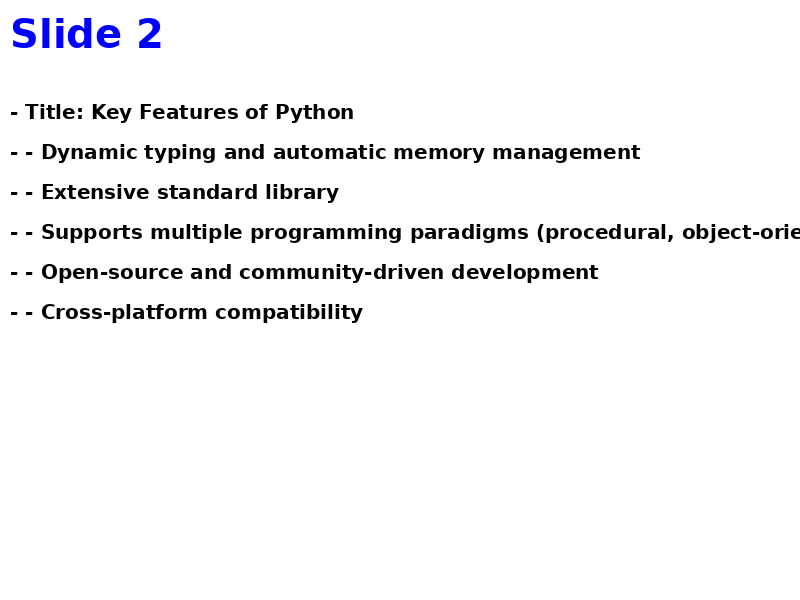 Slide 2
- Title: Key Features of Python
- - Dynamic typing and automatic memory management
- - Extensive standard library
- - Supports multiple programming paradigms (procedural, object-orie
- - Open-source and community-driven development
- - Cross-platform compatibility